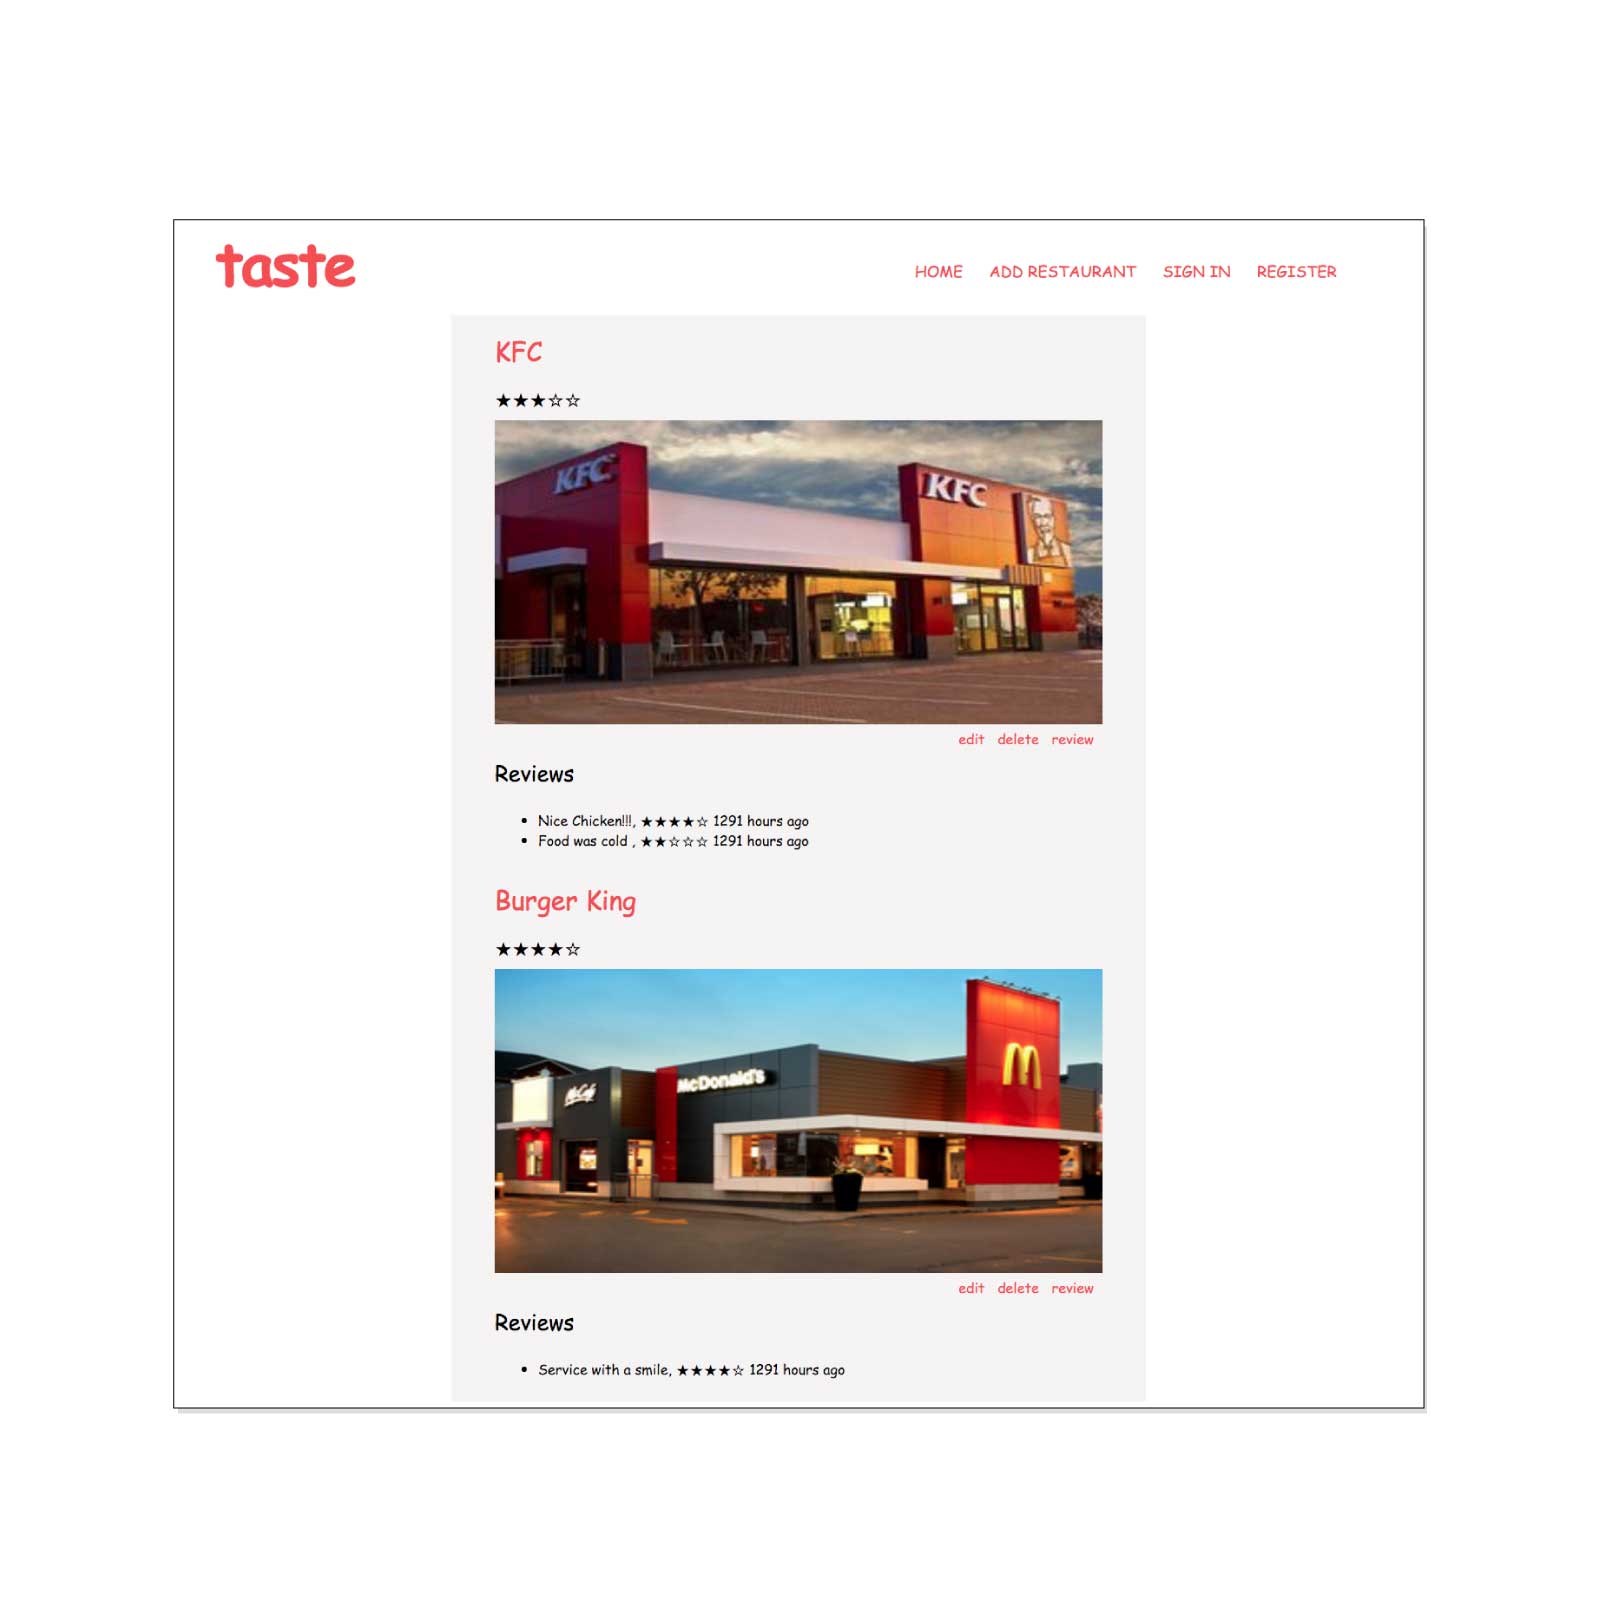 taste
HOME ADD RESTAURANT SIGN IN REGISTER
KFC
★★★☆☆
KFC
KFC
edit delete review
Reviews
• Nice Chicken!!!, ★★★★☆ 1291 hours ago
• Food was cold , ★★☆☆☆ 1291 hours ago
Burger King
★★★★☆
McCafé
McDonald's
edit delete review
Reviews
• Service with a smile, ★★★★☆ 1291 hours ago